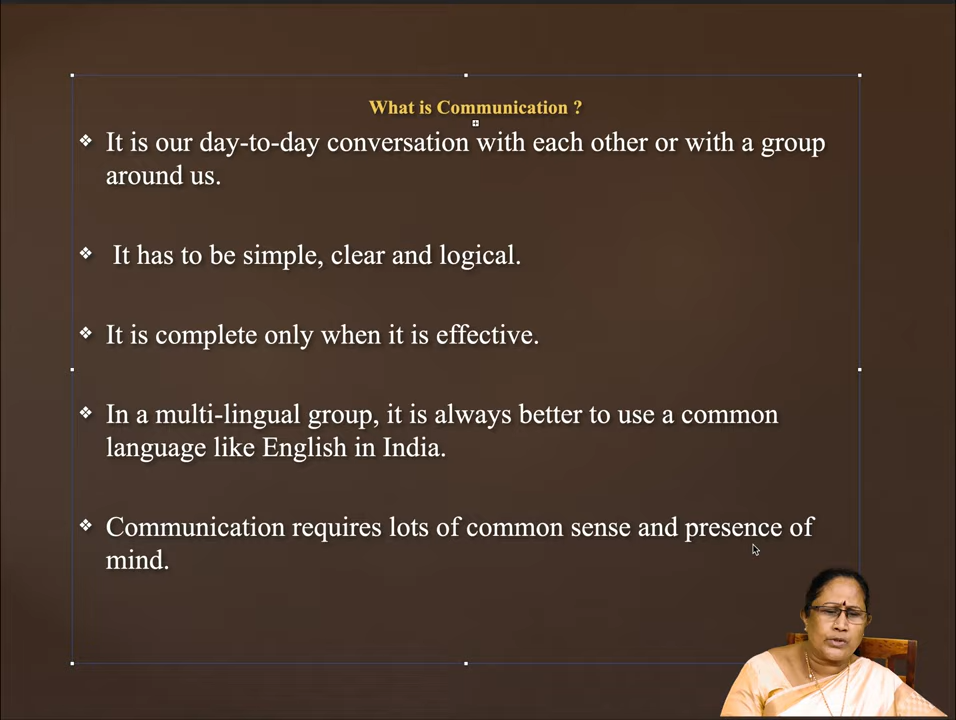 What is Communication ?
❖ It is our day-to-day conversation with each other or with a group
around us.
❖ It has to be simple, clear and logical.
❖ It is complete only when it is effective.
❖ In a multi-lingual group, it is always better to use a common
language like English in India.
❖ Communication requires lots of common sense and presence of
mind.